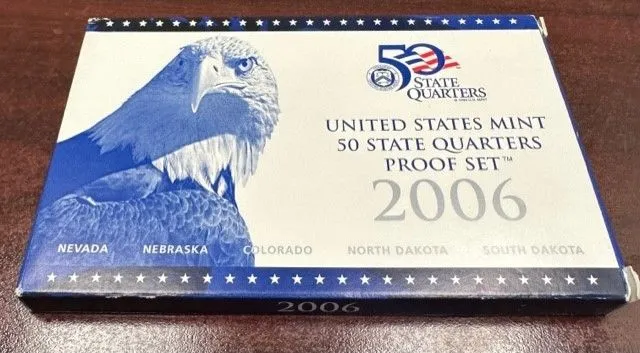 50
STATE
QUARTERS
UNITED STATES MINT
50 STATE QUARTERS
PROOF SET™
2006
NEVADA NEBRASKA COLORADO NORTH DAKOTA SOUTH DAKOTA
2006